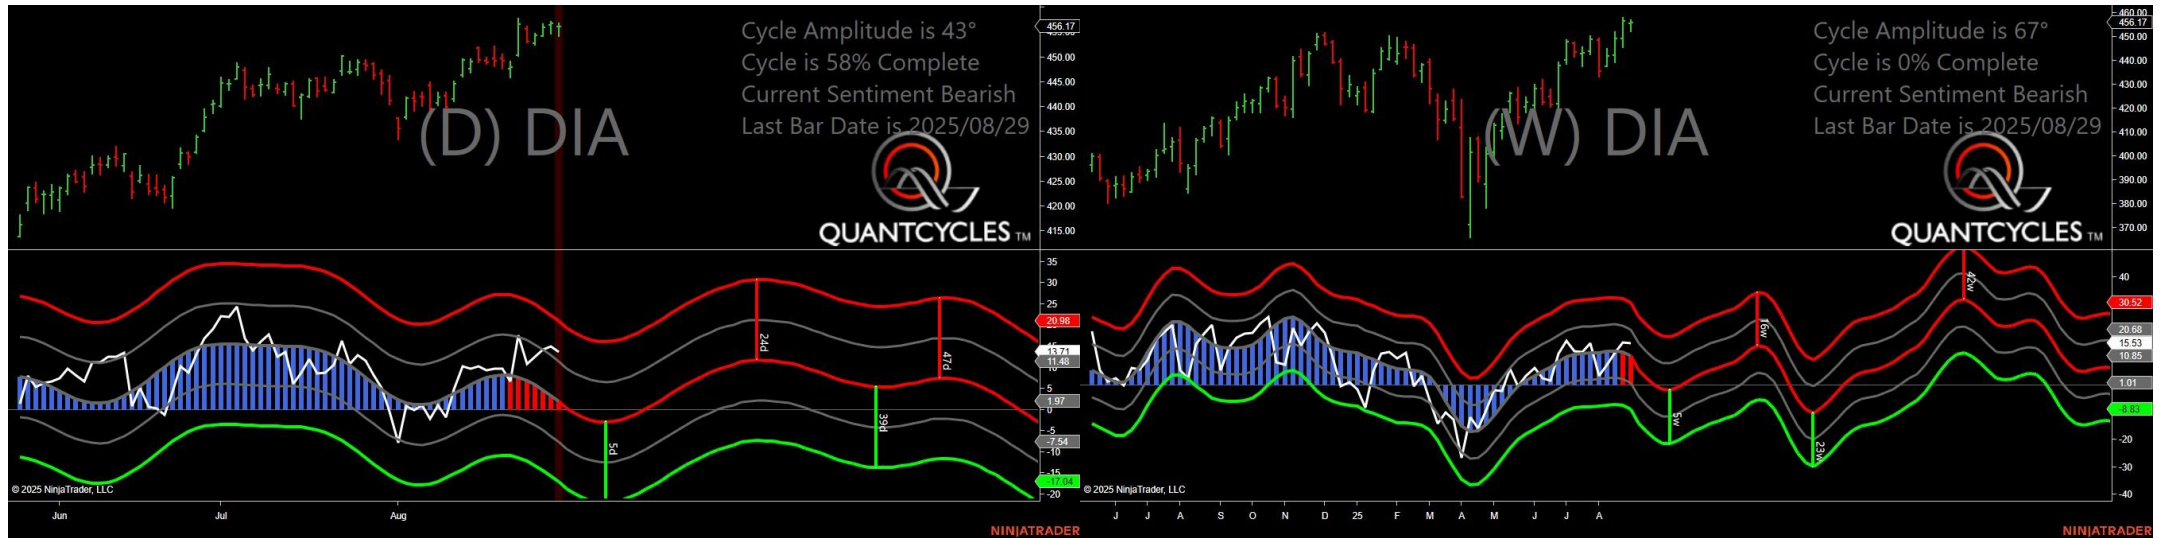 Cycle Amplitude is 43°
Cycle is 58% Complete
Current Sentiment Bearish
Last Bar Date is 2025/08/29
(D) DIA
QUANTCYCLES TM
456.17
450.00
445.00
440.00
435.00
430.00
425.00
420.00
415.00
35
30
25
20.98
13.71
11.48
5
1.97
0
-5
-7.54
-10
-15
-17.04
-20
5d
24d
39d
47d
© 2025 NinjaTrader, LLC
Jun Jul Aug
NINJATRADER
Cycle Amplitude is 67°
Cycle is 0% Complete
Current Sentiment Bearish
Last Bar Date is 2025/08/29
(W) DIA
QUANTCYCLES TM
460.00
456.17
450.00
440.00
430.00
420.00
410.00
400.00
390.00
380.00
370.00
40
30.52
20.68
15.53
10.85
1.01
-8.83
-20
-30
-40
5w
16w
23w
42w
© 2025 NinjaTrader, LLC
J J A S O N D 25 F M A M J J A
NINJATRADER